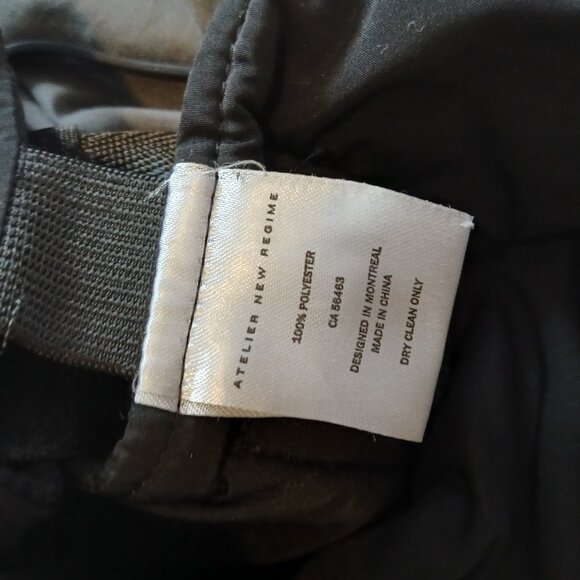 ATELIER NEW REGIME
100% POLYESTER
CA 56463
DESIGNED IN MONTREAL
MADE IN CHINA
DRY CLEAN ONLY